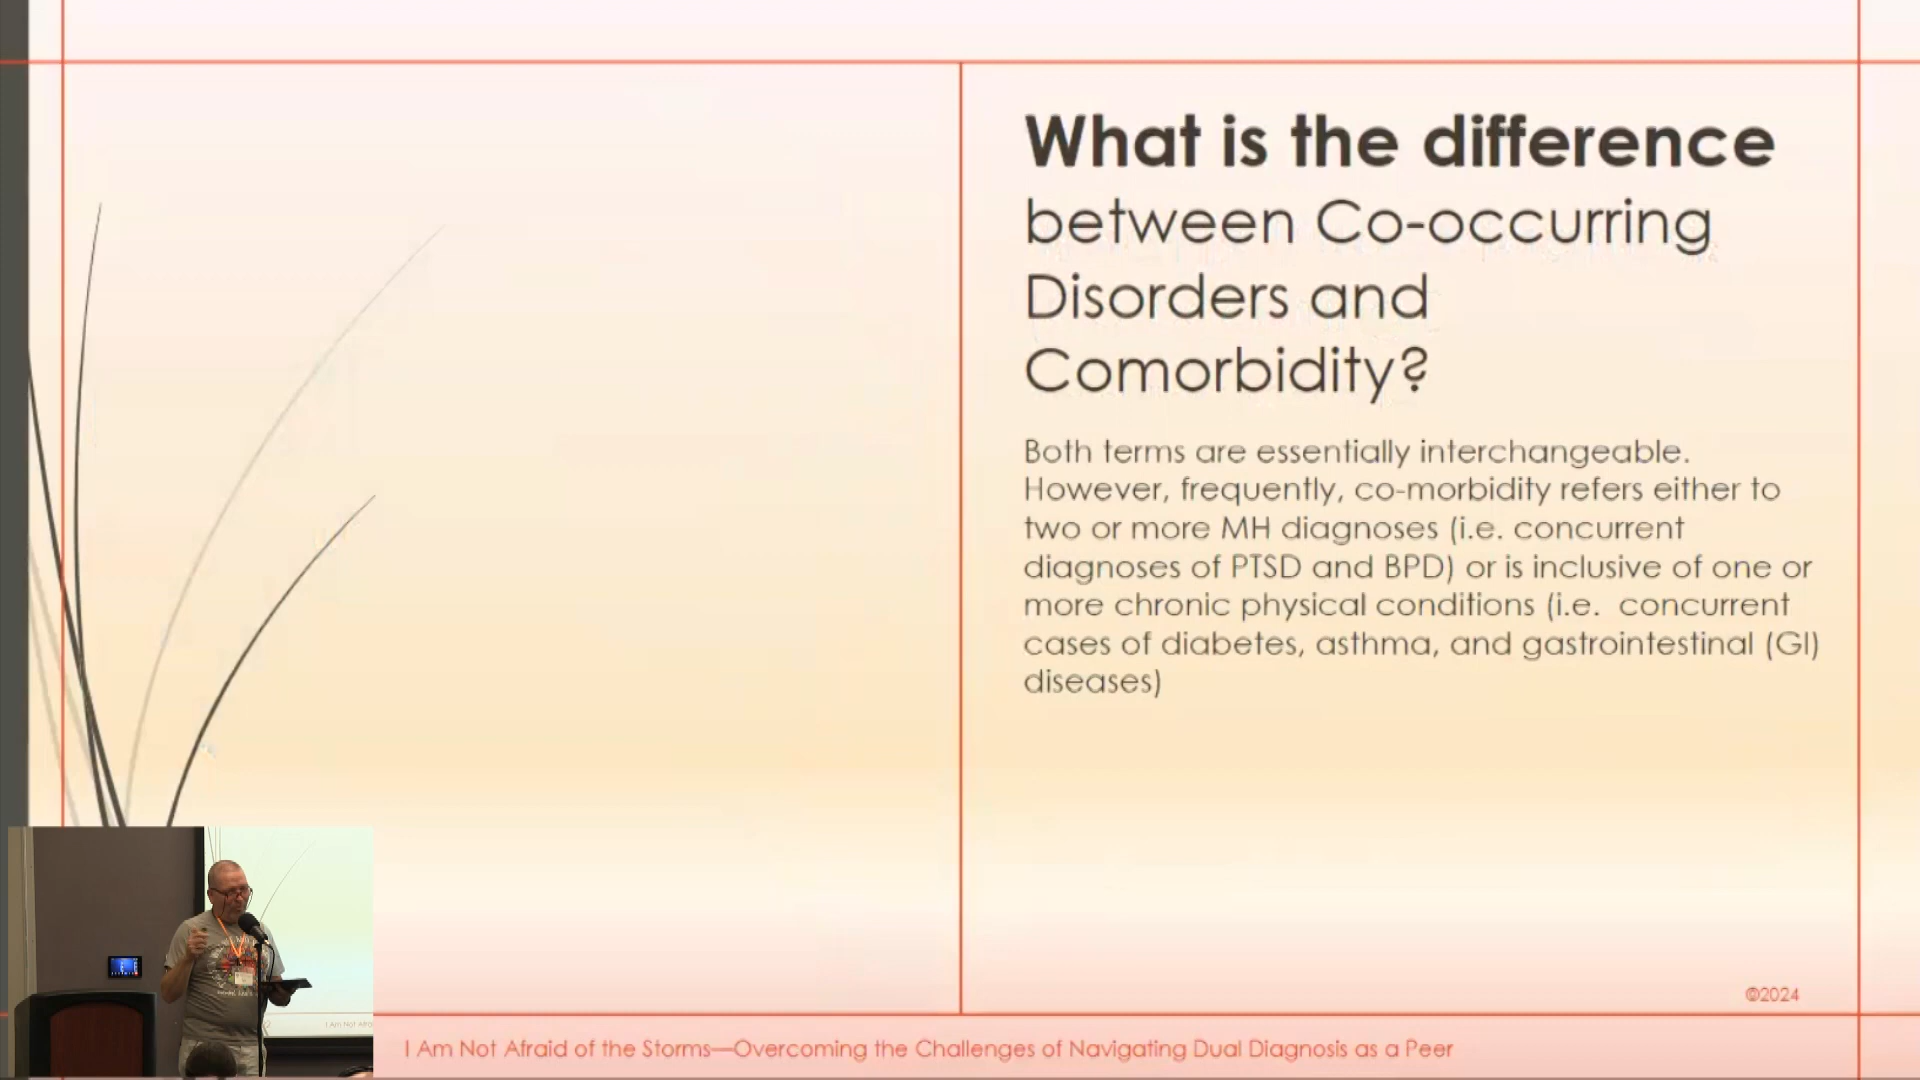 What is the difference
between Co-occurring
Disorders and
Comorbidity?
Both terms are essentially interchangeable.
However, frequently, co-morbidity refers either to
two or more MH diagnoses (i.e. concurrent
diagnoses of PTSD and BPD) or is inclusive of one or
more chronic physical conditions (i.e.  concurrent
cases of diabetes, asthma, and gastrointestinal (GI)
diseases)
©2024
I Am Not Afraid of the Storms—Overcoming the Challenges of Navigating Dual Diagnosis as a Peer
I Am Not Afra